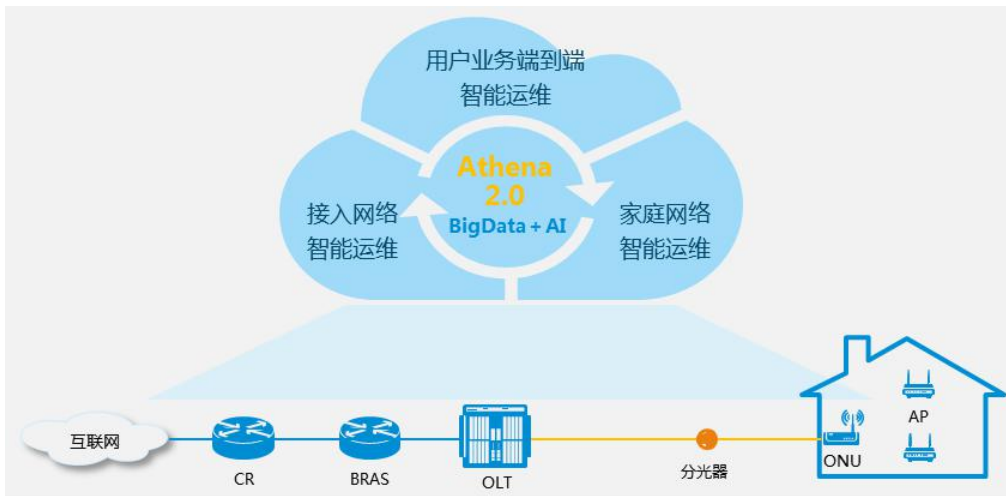 用户业务端到端
智能运维
Athena
2.0
BigData + AI
接入网络
智能运维
家庭网络
智能运维
互联网
CR
BRAS
OLT
分光器
ONU
AP